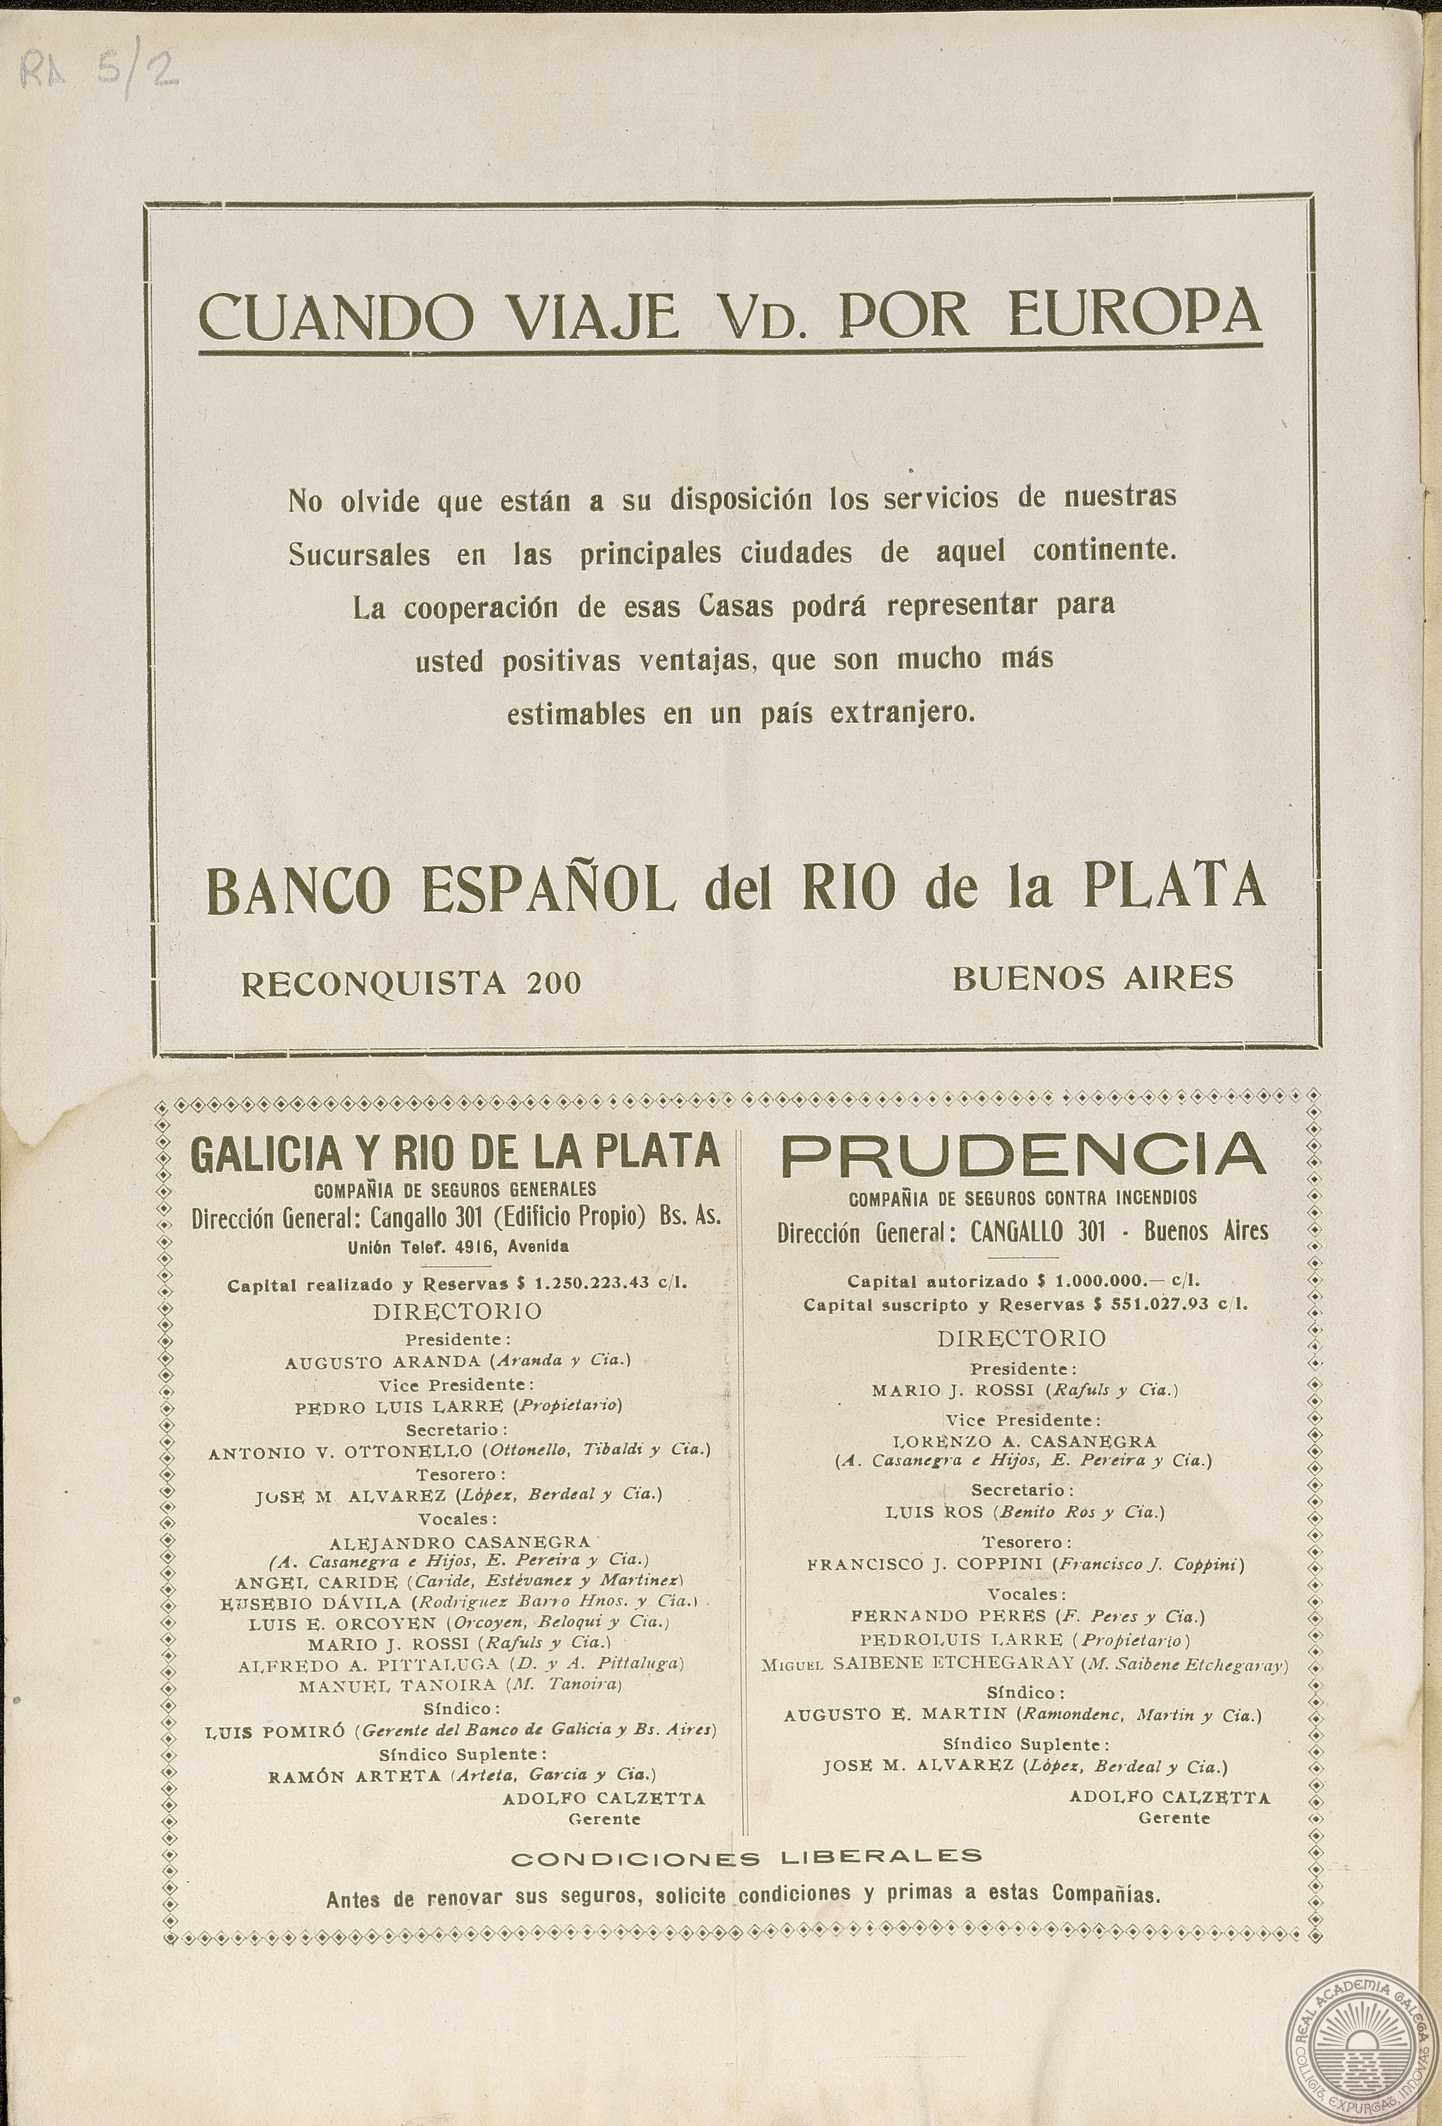 RA 5/2
CUANDO VIAJE VD. POR EUROPA
No olvide que están a su disposición los servicios de nuestras
Sucursales en las principales ciudades de aquel continente.
La cooperación de esas Casas podrá representar para
usted positivas ventajas, que son mucho más
estimables en un país extranjero.
BANCO ESPAÑOL del RIO de la PLATA
RECONQUISTA 200 BUENOS AIRES
GALICIA Y RIO DE LA PLATA
COMPAÑIA DE SEGUROS GENERALES
Dirección General: Cangallo 301 (Edificio Propio) Bs. As.
Unión Telef. 4916, Avenida
Capital realizado y Reservas $ 1.250.223.43 c/l.
DIRECTORIO
Presidente:
AUGUSTO ARANDA (Aranda y Cia.)
Vice Presidente:
PEDRO LUIS LARRE (Propietario)
Secretario:
ANTONIO V. OTTONELLO (Ottonello, Tibaldi y Cia.)
Tesorero:
JOSE M. ALVAREZ (López, Berdeal y Cia.)
Vocales:
ALEJANDRO CASANEGRA
(A. Casanegra e Hijos, E. Pereira y Cia.)
ANGEL CARIDE (Caride, Estévanez y Martinez)
EUSEBIO DÁVILA (Rodriguez Barro Hnos. y Cia.)
LUIS E. ORCOYEN (Orcoyen, Beloqui y Cia.)
MARIO J. ROSSI (Rafuls y Cia.)
ALFREDO A. PITTALUGA (D. y A. Pittaluga)
MANUEL TANOIRA (M. Tanoira)
Síndico:
LUIS POMIRÓ (Gerente del Banco de Galicia y Bs. Aires)
Síndico Suplente:
RAMÓN ARTETA (Arteta, Garcia y Cia.)
ADOLFO CALZETTA
Gerente
PRUDENCIA
COMPAÑIA DE SEGUROS CONTRA INCENDIOS
Dirección General: CANGALLO 301 - Buenos Aires
Capital autorizado $ 1.000.000.— c/l.
Capital suscripto y Reservas $ 551.027.93 c/l.
DIRECTORIO
Presidente:
MARIO J. ROSSI (Rafuls y Cia.)
Vice Presidente:
LORENZO A. CASANEGRA
(A. Casanegra e Hijos, E. Pereira y Cia.)
Secretario:
LUIS ROS (Benito Ros y Cia.)
Tesorero:
FRANCISCO J. COPPINI (Francisco J. Coppini)
Vocales:
FERNANDO PERES (F. Peres y Cia.)
PEDROLUIS LARRE (Propietario)
MIGUEL SAIBENE ETCHEGARAY (M. Saibene Etchegaray)
Síndico:
AUGUSTO E. MARTIN (Ramondenc, Martin y Cia.)
Síndico Suplente:
JOSE M. ALVAREZ (López, Berdeal y Cia.)
ADOLFO CALZETTA
Gerente
CONDICIONES LIBERALES
Antes de renovar sus seguros, solicite condiciones y primas a estas Compañías.
REAL ACADEMIA GALEGA
COLLIGIT, EXPURGAT, INNOVAT